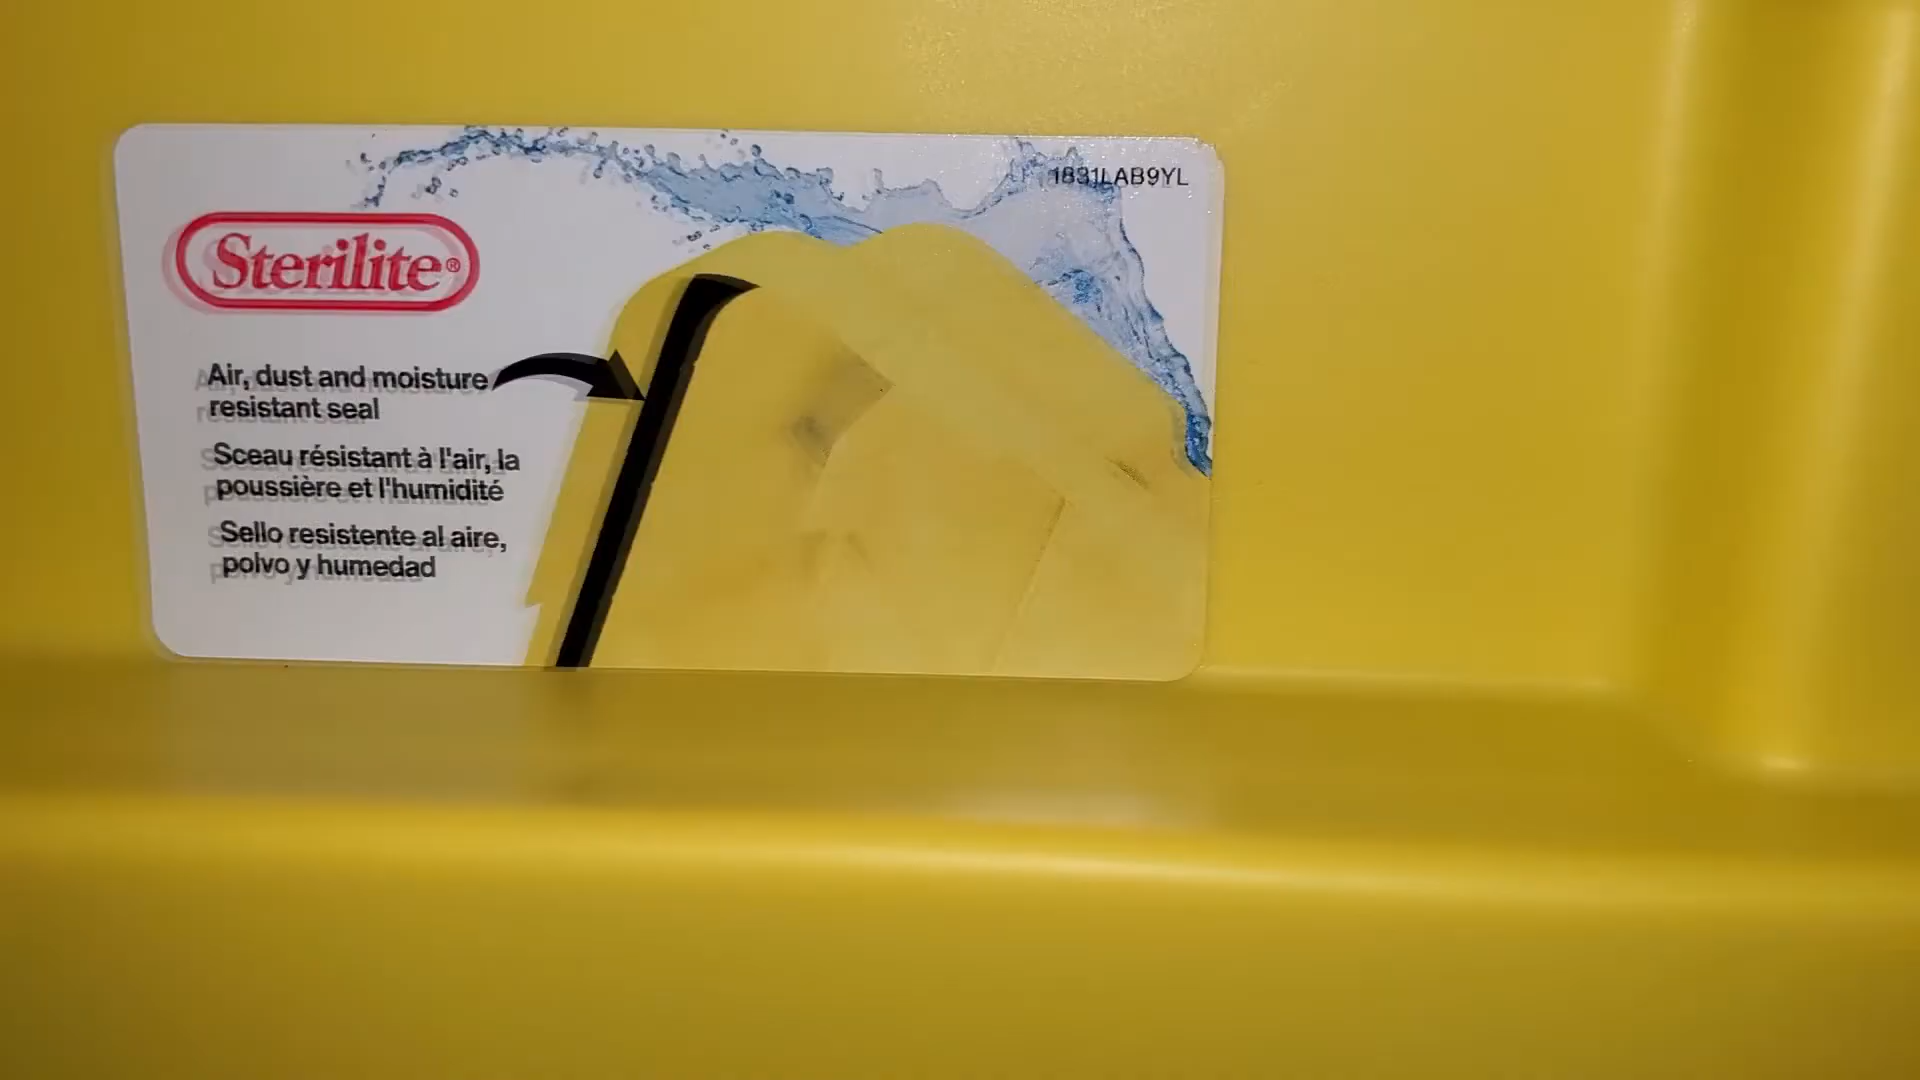 1831LAB9YL
Sterilite®
Air, dust and moisture
resistant seal
Sceau résistant à l'air, la
poussière et l'humidité
Sello resistente al aire,
polvo y humedad